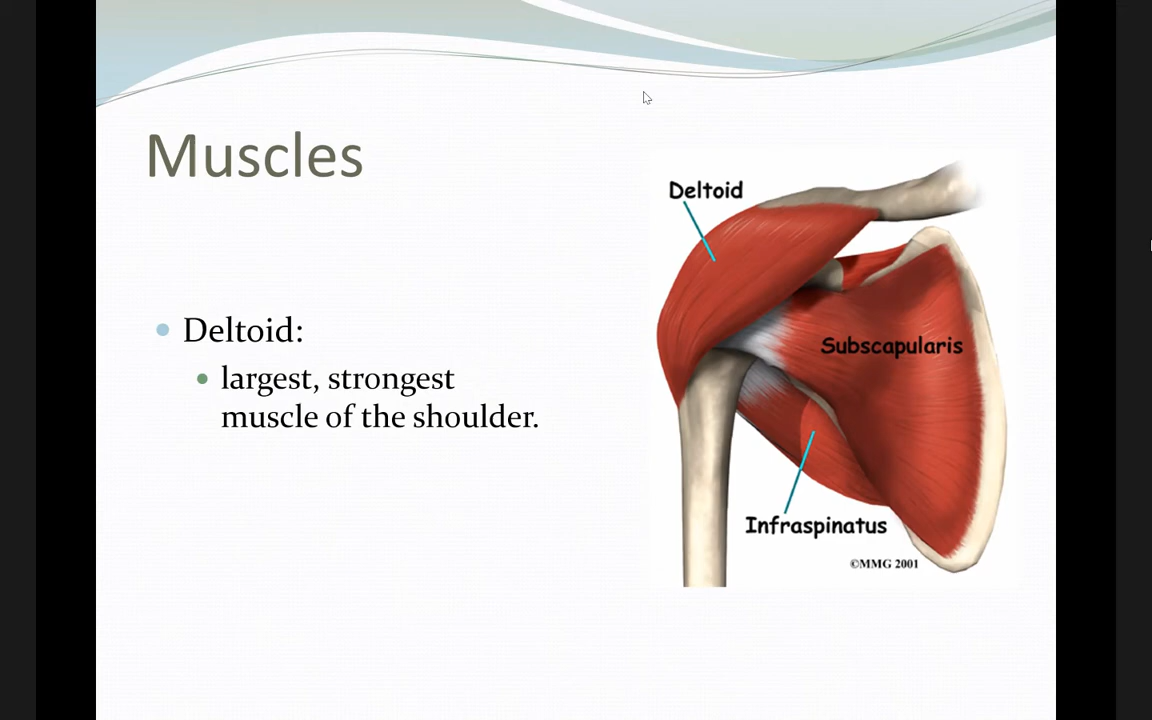 Muscles
Deltoid:
largest, strongest
muscle of the shoulder.
Deltoid
Subscapularis
Infraspinatus
©MMG 2001